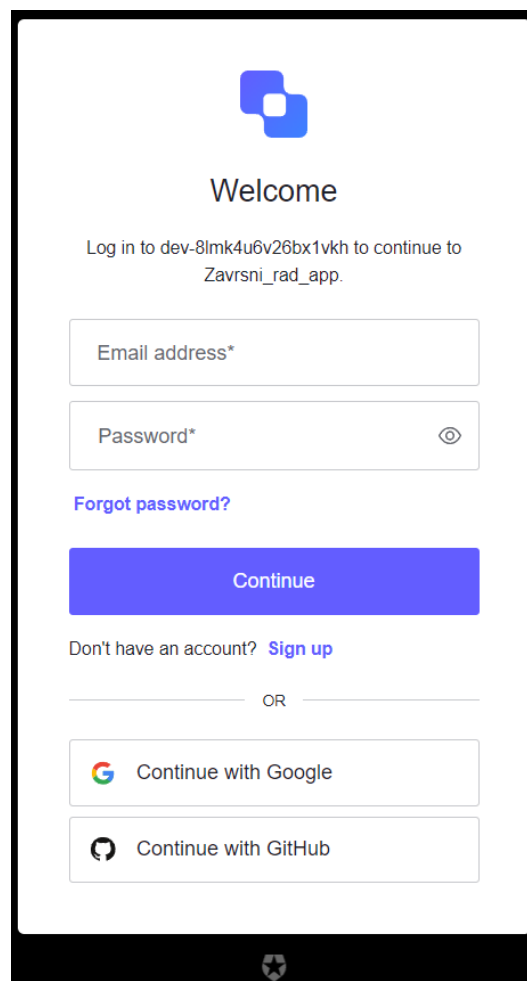 Welcome
Log in to dev-8lmk4u6v26bx1vkh to continue to
Zavrsni_rad_app.
Email address*
Password*
Forgot password?
Continue
Don't have an account? Sign up
OR
Continue with Google
Continue with GitHub